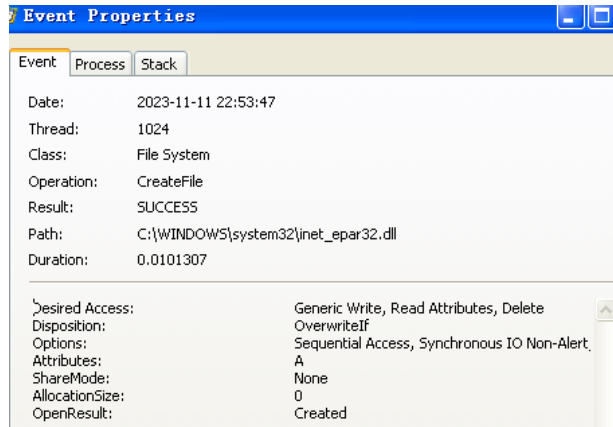 Event Properties
Event Process Stack
Date: 2023-11-11 22:53:47
Thread: 1024
Class: File System
Operation: CreateFile
Result: SUCCESS
Path: C:\WINDOWS\system32\inet_epar32.dll
Duration: 0.0101307
Desired Access: Generic Write, Read Attributes, Delete
Disposition: OverwriteIf
Options: Sequential Access, Synchronous IO Non-Alert,
Attributes: A
ShareMode: None
AllocationSize: 0
OpenResult: Created